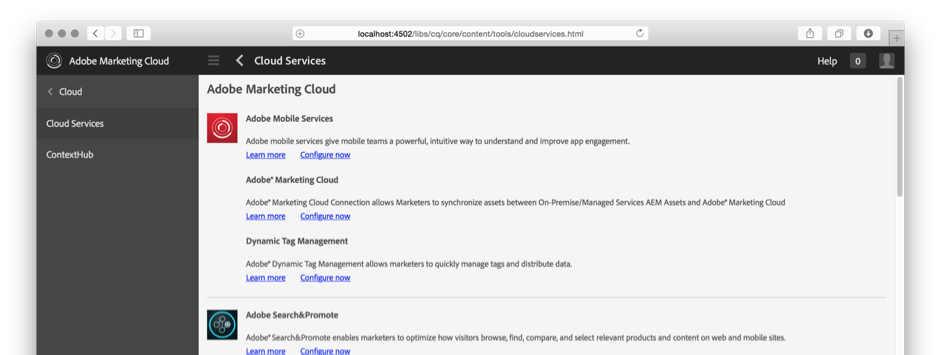 localhost:4502/libs/cq/core/content/tools/cloudservices.html
Adobe Marketing Cloud
Cloud Services
Help
0
Cloud
Cloud Services
ContextHub
Adobe Marketing Cloud
Adobe Mobile Services
Adobe mobile services give mobile teams a powerful, intuitive way to understand and improve app engagement.
Learn more Configure now
Adobe® Marketing Cloud
Adobe® Marketing Cloud Connection allows Marketers to synchronize assets between On-Premise/Managed Services AEM Assets and Adobe® Marketing Cloud
Learn more Configure now
Dynamic Tag Management
Adobe® Dynamic Tag Management allows marketers to quickly manage tags and distribute data.
Learn more Configure now
Adobe Search&Promote
Adobe® Search&Promote enables marketers to optimize how visitors browse, find, compare, and select relevant products and content on web and mobile sites.
Learn more Configure now